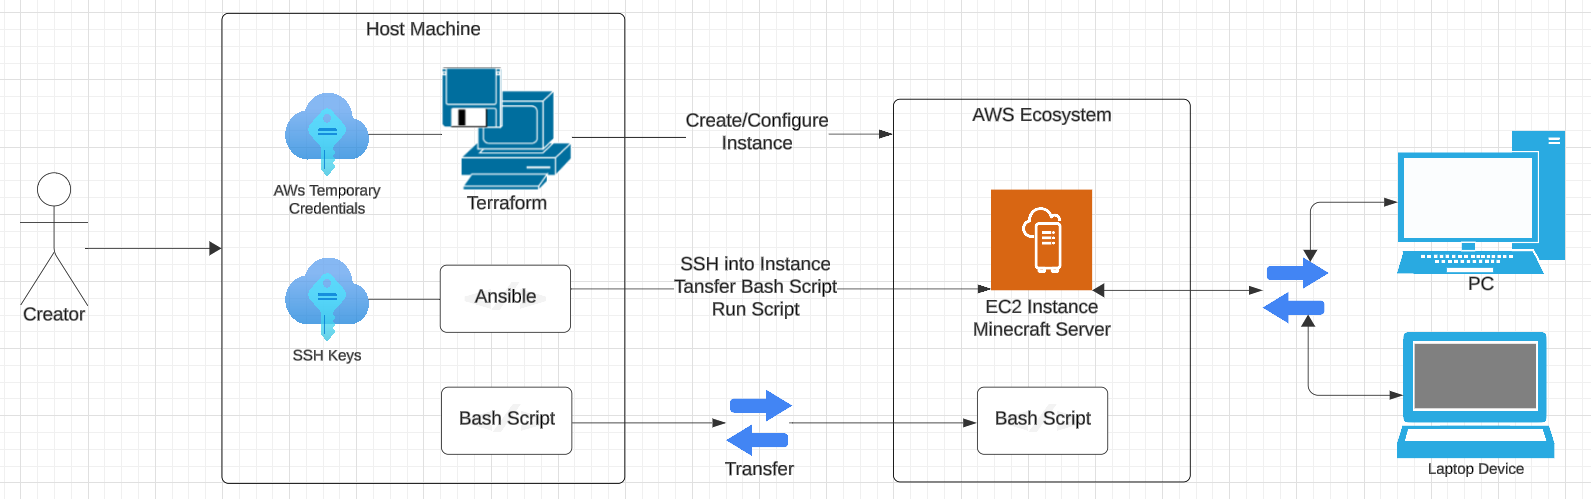 Host Machine
AWS Ecosystem
Create/Configure
Instance
AWs Temporary
Credentials
Terraform
Creator
SSH Keys
Ansible
SSH into Instance
Tansfer Bash Script
Run Script
EC2 Instance
Minecraft Server
PC
Bash Script
Transfer
Bash Script
Laptop Device